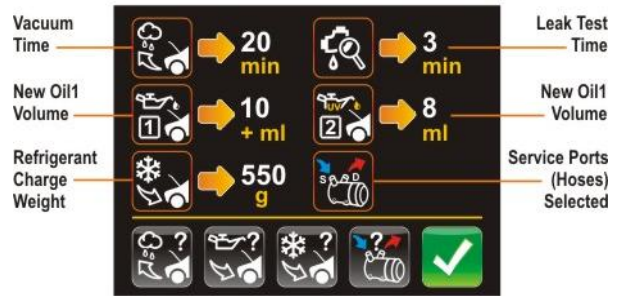 Vacuum
Time
20
min
3
min
Leak Test
Time
New Oil1
Volume
1
10
+ ml
UV
2
8
ml
New Oil1
Volume
Refrigerant
Charge
Weight
550
g
S D
Service Ports
(Hoses)
Selected
?
?
?
?